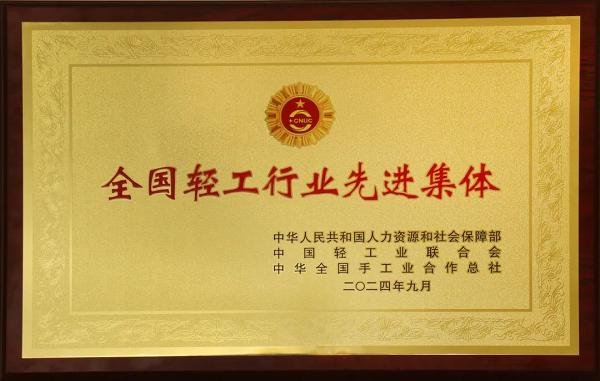 CNLIC
全国轻工行业先进集体
中华人民共和国人力资源和社会保障部
中国轻工业联合会
中华全国手工业合作总社
二〇二四年九月